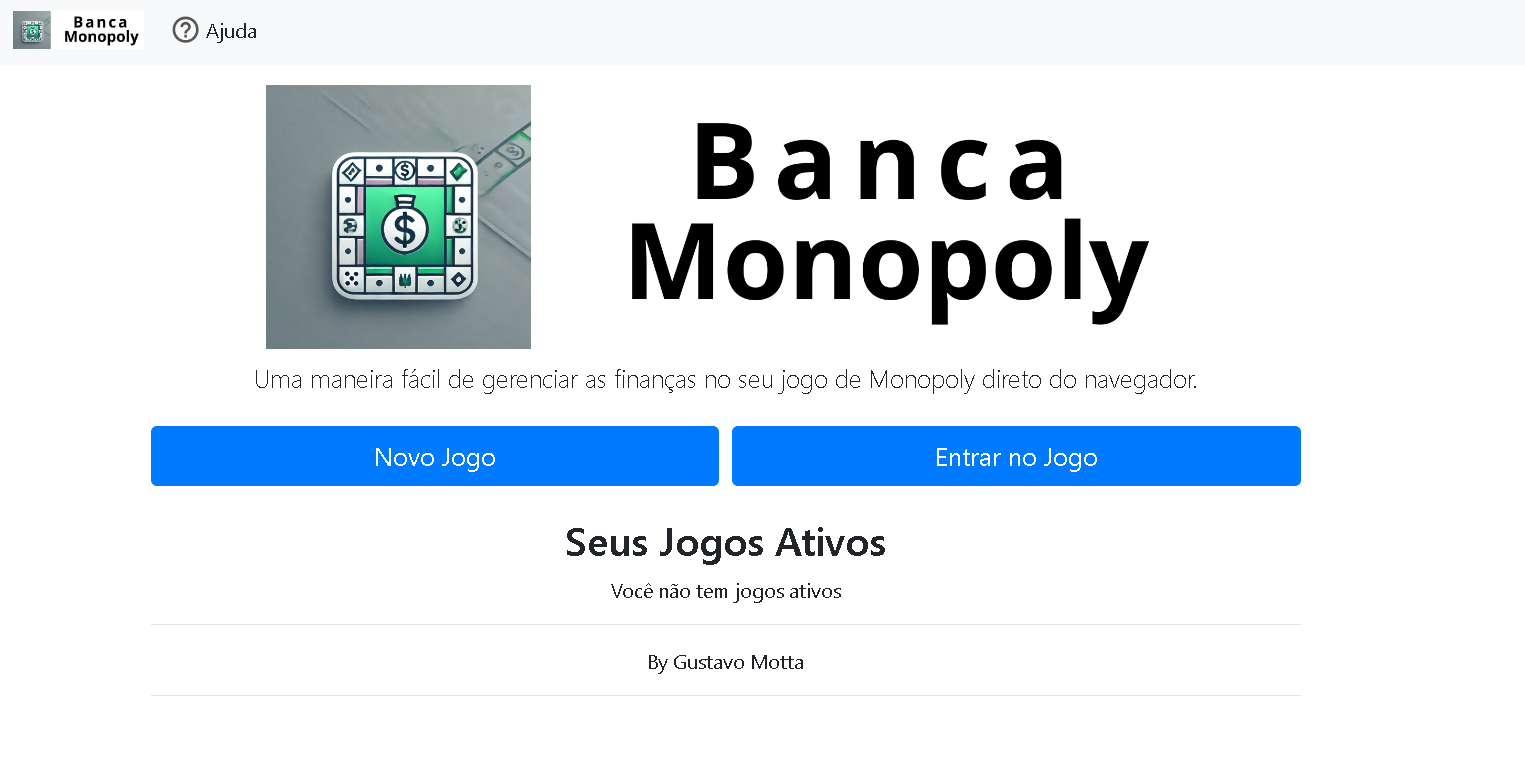 Banca
Monopoly
Ajuda
Banca
Monopoly
Uma maneira fácil de gerenciar as finanças no seu jogo de Monopoly direto do navegador.
Novo Jogo
Entrar no Jogo
Seus Jogos Ativos
Você não tem jogos ativos
By Gustavo Motta